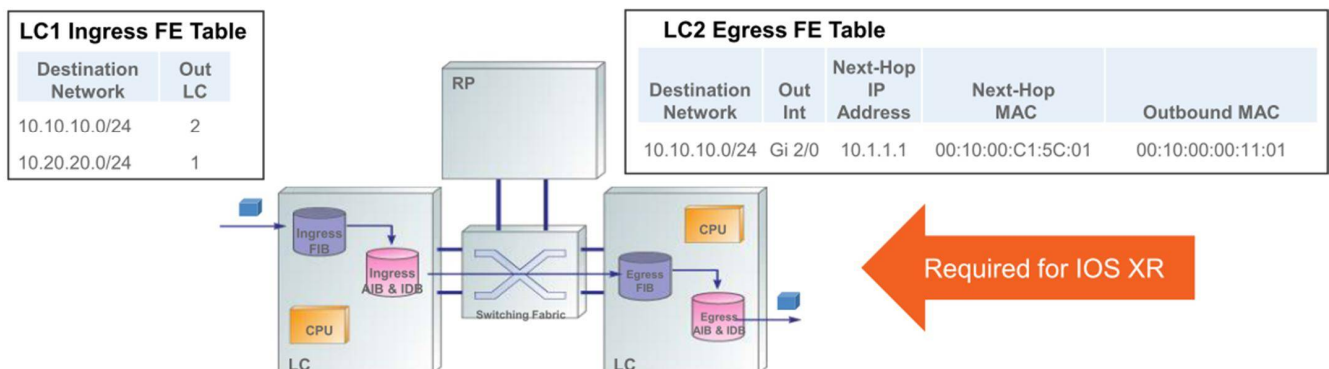 LC1 Ingress FE Table
Destination Network Out LC
10.10.10.0/24 2
10.20.20.0/24 1
LC2 Egress FE Table
Destination Network Out Int Next-Hop IP Address Next-Hop MAC Outbound MAC
10.10.10.0/24 Gi 2/0 10.1.1.1 00:10:00:C1:5C:01 00:10:00:00:11:01
RP
Ingress
FIB
Ingress
AIB & IDB
CPU
LC
Switching Fabric
CPU
Egress
FIB
Egress
AIB & IDB
LC
Required for IOS XR